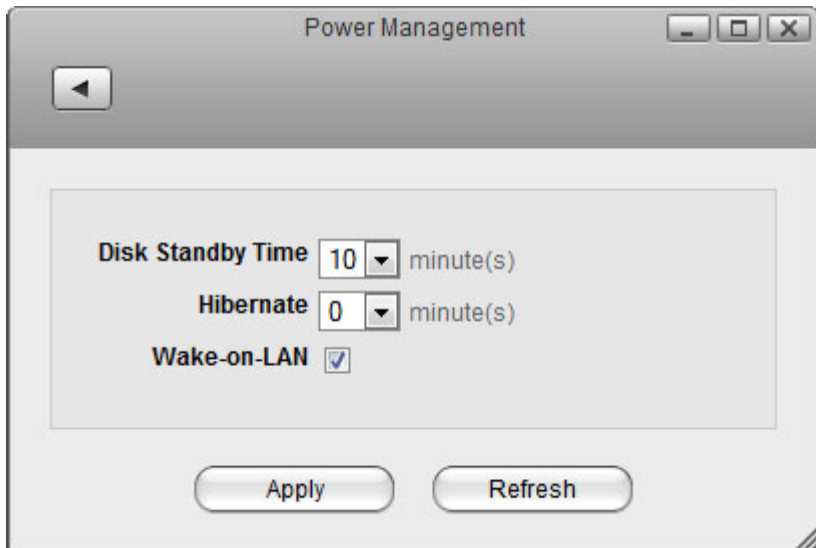 Power Management
Disk Standby Time 10 minute(s)
Hibernate 0 minute(s)
Wake-on-LAN
Apply Refresh